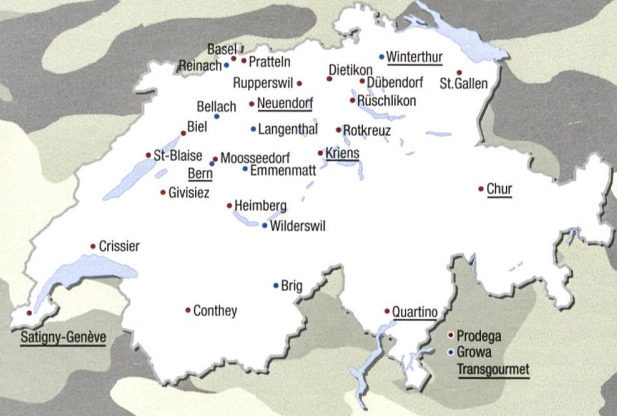 Basel
Pratteln
Reinach
Winterthur
Dietikon
Rupperswil
Dübendorf
St.Gallen
Neuendorf
Rüschlikon
Bellach
Biel
Langenthal
Rotkreuz
St-Blaise
Moosseedorf
Kriens
Bern
Emmenmatt
Givisiez
Chur
Heimberg
Wilderswil
Crissier
Brig
Conthey
Quartino
Satigny-Genève
Prodega
Growa
Transgourmet